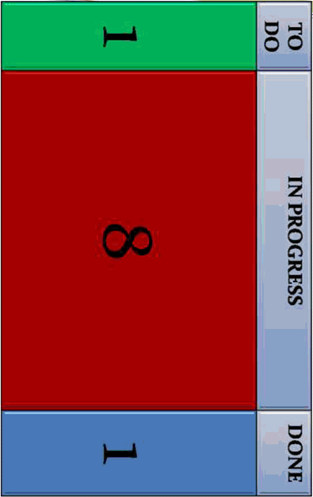 TO
DO
IN PROGRESS
DONE
1
8
1